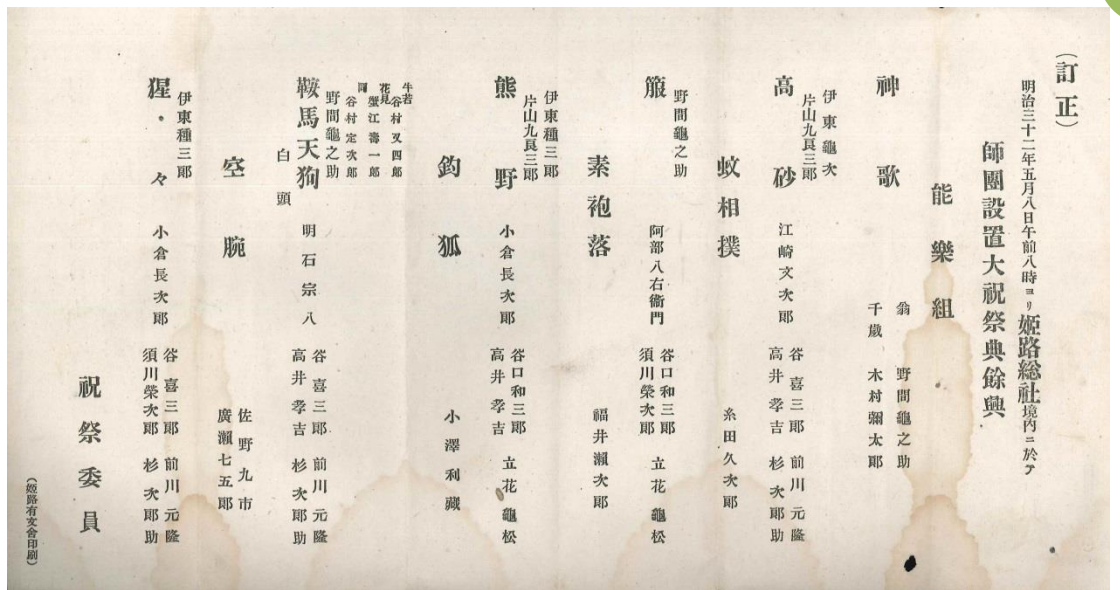 (訂正)
明治三十二年五月八日午前八時ヨリ姫路総社境内ニ於テ
師團設置大祝祭典餘興
能樂組
神歌
翁 野間龜之助
千歳 木村彌太郎
伊東龜次
片山九良三郎
高砂 江崎文次郎
谷喜三郎 前川元隆
高井孝吉 杉次郎助
蚊相撲 糸田久次郎
野間龜之助
箙 阿部八右衞門
谷口和三郎
須川榮次郎 立花龜松
素袍落 福井瀬次郎
伊東種三郎
片山九良三郎
熊野 小倉長次郎
谷口和三郎
高井孝吉 立花龜松
釣狐 小澤利藏
牛若 谷村又四郎
花見 蟹江壽一郎
同 谷村定次郎
野間龜之助
鞍馬天狗 明石宗八
白頭
谷喜三郎 前川元隆
高井孝吉 杉次郎助
空腕
佐野九市
廣瀬七五郎
伊東種三郎
猩々 小倉長次郎
谷喜三郎 前川元隆
須川榮次郎 杉次郎助
祝祭委員
(姫路有文舎印刷)